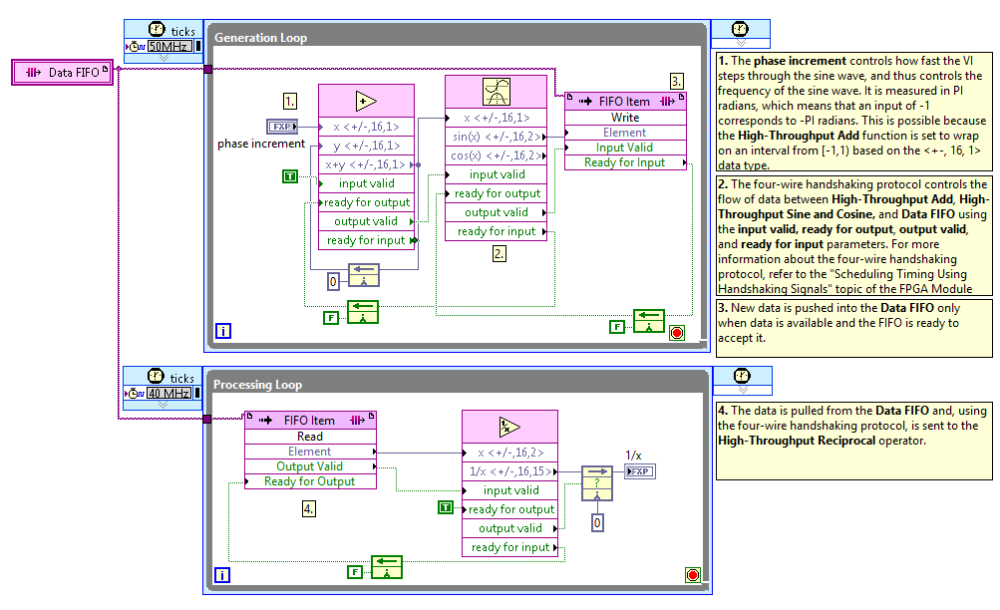 ticks
50MHz
Data FIFO
Generation Loop
1.
FXP
phase increment
x <+/-,16,1>
y <+/-,16,1>
x+y <+/-,16,1>
T
input valid
ready for output
output valid
ready for input
0
F
i
x <+/-,16,1>
sin(x) <+/-,16,2>
cos(x) <+/-,16,2>
input valid
ready for output
output valid
ready for input
2.
3.
FIFO Item
Write
Element
Input Valid
Ready for Input
F
1. The phase increment controls how fast the VI
steps through the sine wave, and thus controls the
frequency of the sine wave. It is measured in PI
radians, which means that an input of -1
corresponds to -PI radians. This is possible because
the High-Throughput Add function is set to wrap
on an interval from [-1,1) based on the <+-, 16, 1>
data type.
2. The four-wire handshaking protocol controls the
flow of data between High-Throughput Add, High-
Throughput Sine and Cosine, and Data FIFO using
the input valid, ready for output, output valid,
and ready for input parameters. For more
information about the four-wire handshaking
protocol, refer to the "Scheduling Timing Using
Handshaking Signals" topic of the FPGA Module
3. New data is pushed into the Data FIFO only
when data is available and the FIFO is ready to
accept it.
ticks
40 MHz
Processing Loop
FIFO Item
Read
Element
Output Valid
Ready for Output
4.
F
i
1/x
x <+/-,16,2>
1/x <+/-,16,15>
input valid
T
ready for output
output valid
ready for input
?
0
1/x
FXP
4. The data is pulled from the Data FIFO and, using
the four-wire handshaking protocol, is sent to the
High-Throughput Reciprocal operator.